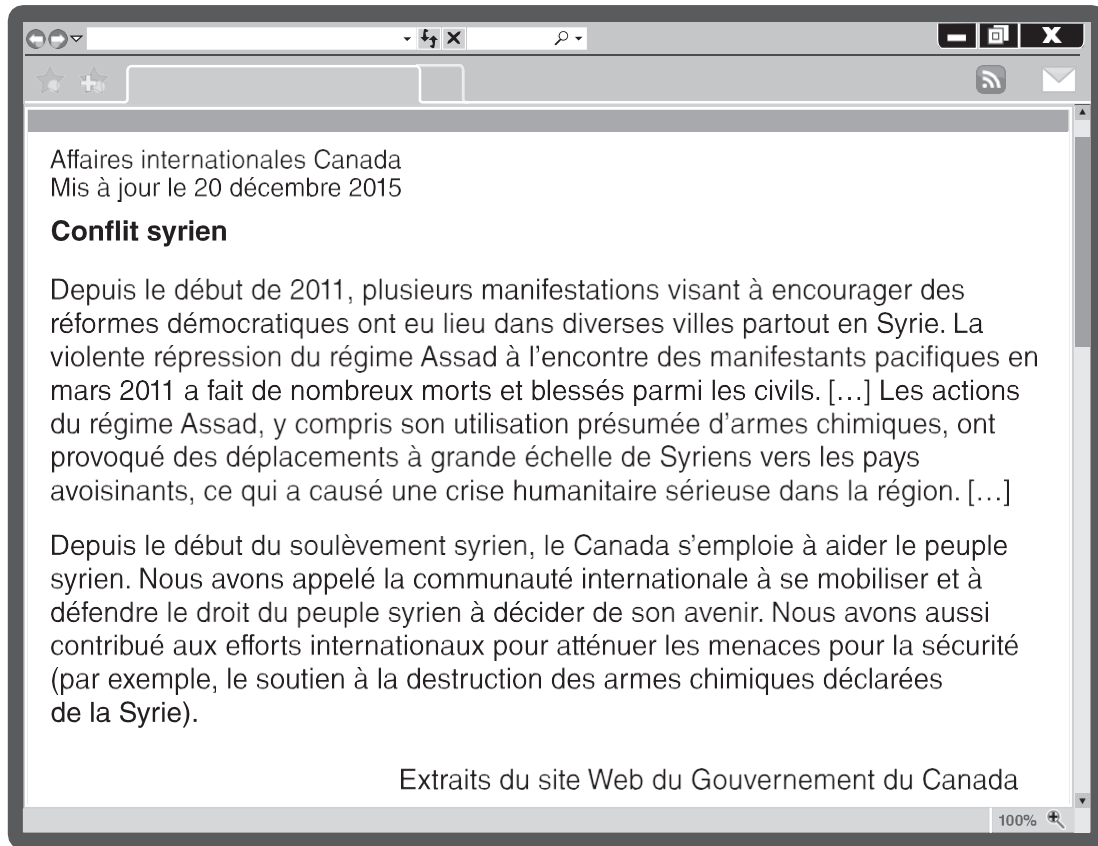 Affaires internationales Canada
Mis à jour le 20 décembre 2015
Conflit syrien
Depuis le début de 2011, plusieurs manifestations visant à encourager des
réformes démocratiques ont eu lieu dans diverses villes partout en Syrie. La
violente répression du régime Assad à l'encontre des manifestants pacifiques en
mars 2011 a fait de nombreux morts et blessés parmi les civils. […] Les actions
du régime Assad, y compris son utilisation présumée d'armes chimiques, ont
provoqué des déplacements à grande échelle de Syriens vers les pays
avoisinants, ce qui a causé une crise humanitaire sérieuse dans la région. […]
Depuis le début du soulèvement syrien, le Canada s'emploie à aider le peuple
syrien. Nous avons appelé la communauté internationale à se mobiliser et à
défendre le droit du peuple syrien à décider de son avenir. Nous avons aussi
contribué aux efforts internationaux pour atténuer les menaces pour la sécurité
(par exemple, le soutien à la destruction des armes chimiques déclarées
de la Syrie).
Extraits du site Web du Gouvernement du Canada
100%